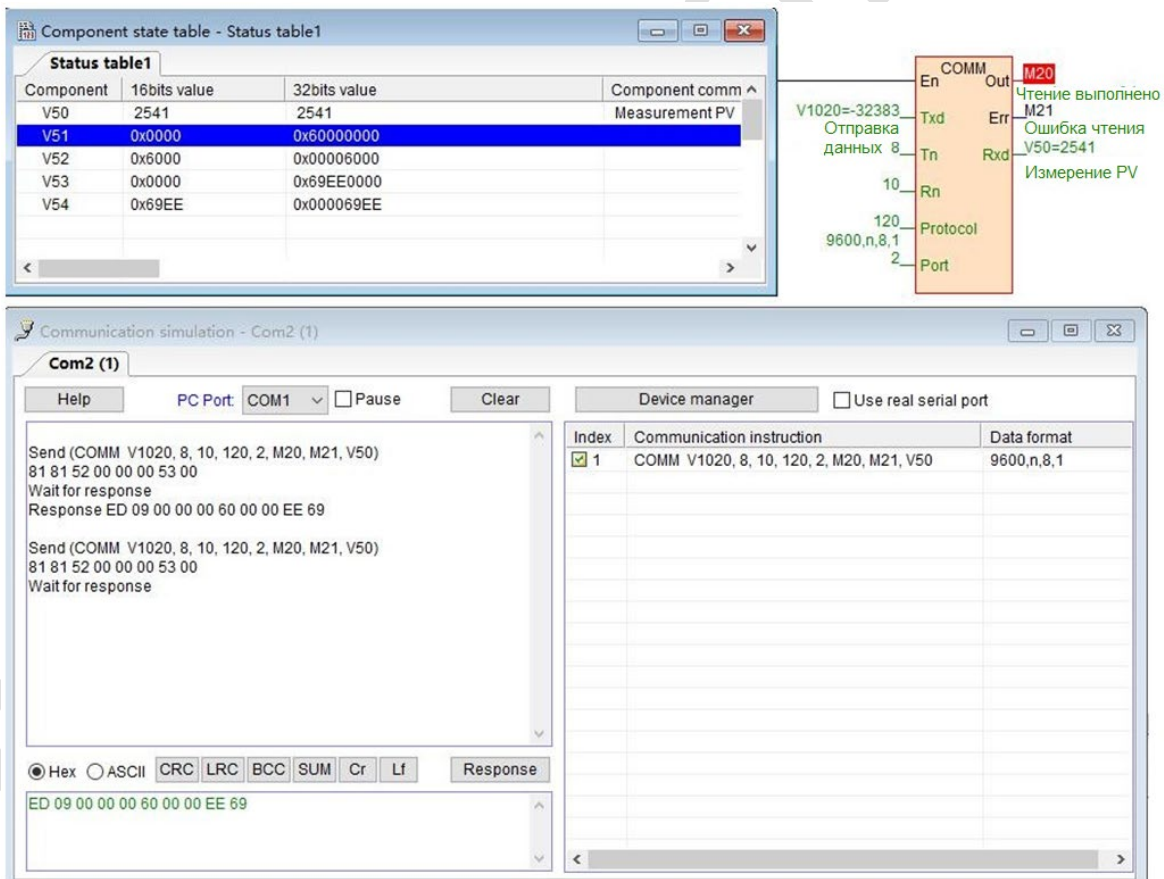 Component state table - Status table1
Status table1
Component 16bits value 32bits value Component comm
V50 2541 2541 Measurement PV
V51 0x0000 0x60000000
V52 0x6000 0x00006000
V53 0x0000 0x69EE0000
V54 0x69EE 0x000069EE
COMM
En Out M20
Чтение выполнено
V1020=-32383 Txd Err M21
Отправка данных Ошибка чтения
8 Tn Rxd V50=2541
Измерение PV
10 Rn
120 Protocol
9600,n,8,1
2 Port
Communication simulation - Com2 (1)
Com2 (1)
Help PC Port: COM1 Pause Clear Device manager Use real serial port
Send (COMM V1020, 8, 10, 120, 2, M20, M21, V50)
81 81 52 00 00 00 53 00
Wait for response
Response ED 09 00 00 00 60 00 00 EE 69
Send (COMM V1020, 8, 10, 120, 2, M20, M21, V50)
81 81 52 00 00 00 53 00
Wait for response
Index Communication instruction Data format
1 COMM V1020, 8, 10, 120, 2, M20, M21, V50 9600,n,8,1
Hex ASCII CRC LRC BCC SUM Cr Lf Response
ED 09 00 00 00 60 00 00 EE 69